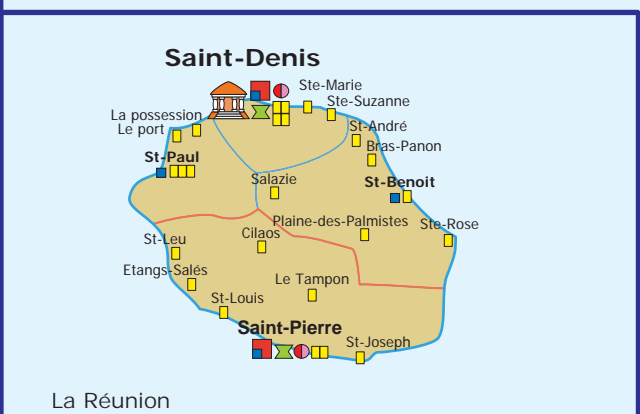 Saint-Denis
Ste-Marie
Ste-Suzanne
La possession
Le port
St-André
Bras-Panon
St-Paul
Salazie
St-Benoit
Plaine-des-Palmistes
Ste-Rose
Cilaos
St-Leu
Etangs-Salés
Le Tampon
St-Louis
Saint-Pierre
St-Joseph
La Réunion